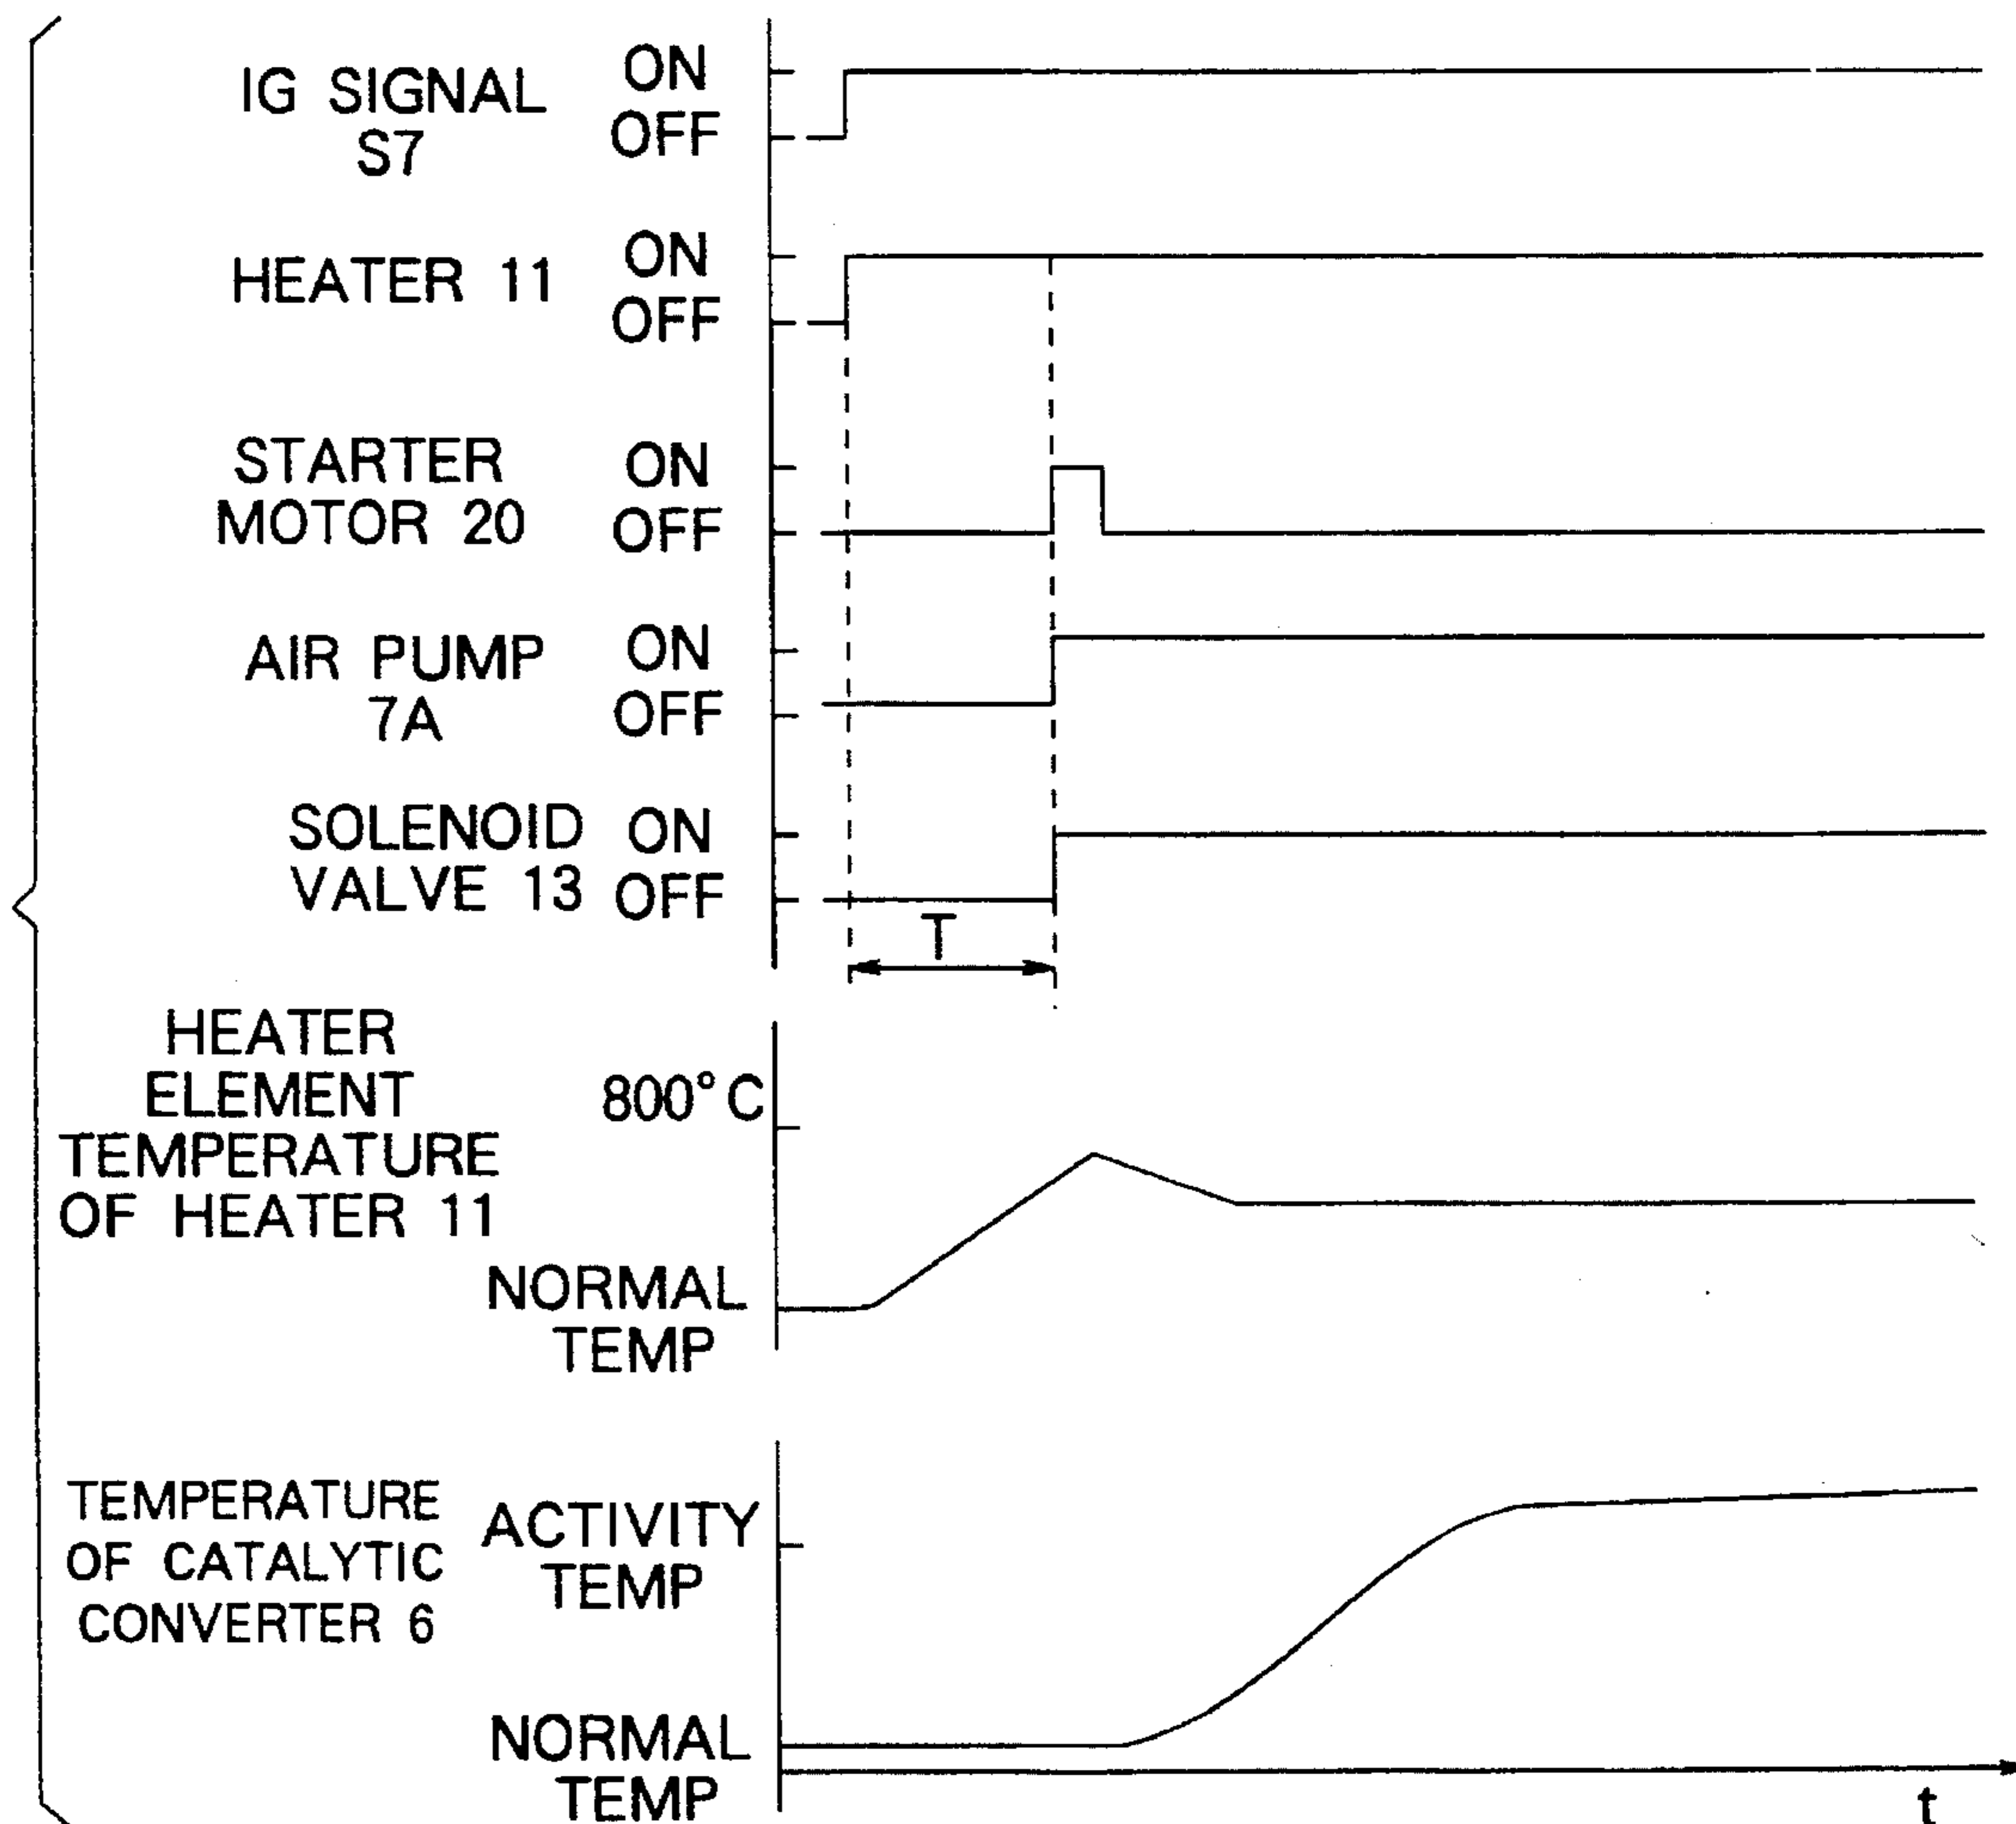 IG SIGNAL
S7
ON
OFF
HEATER 11
ON
OFF
STARTER
MOTOR 20
ON
OFF
AIR PUMP
7A
ON
OFF
SOLENOID
VALVE 13
ON
OFF
T
HEATER
ELEMENT
TEMPERATURE
OF HEATER 11
800°C
NORMAL
TEMP
TEMPERATURE
OF CATALYTIC
CONVERTER 6
ACTIVITY
TEMP
NORMAL
TEMP
t